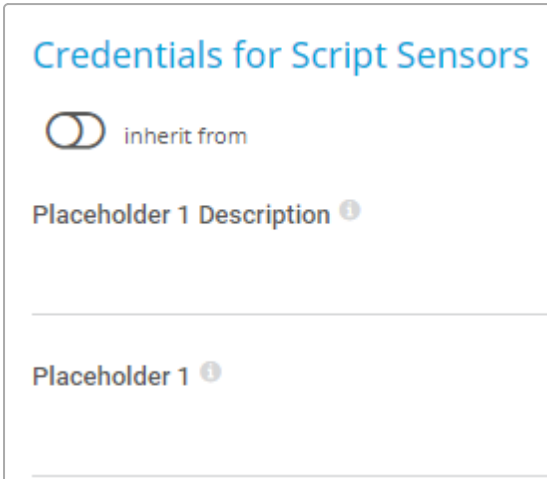 Credentials for Script Sensors
inherit from
Placeholder 1 Description
Placeholder 1